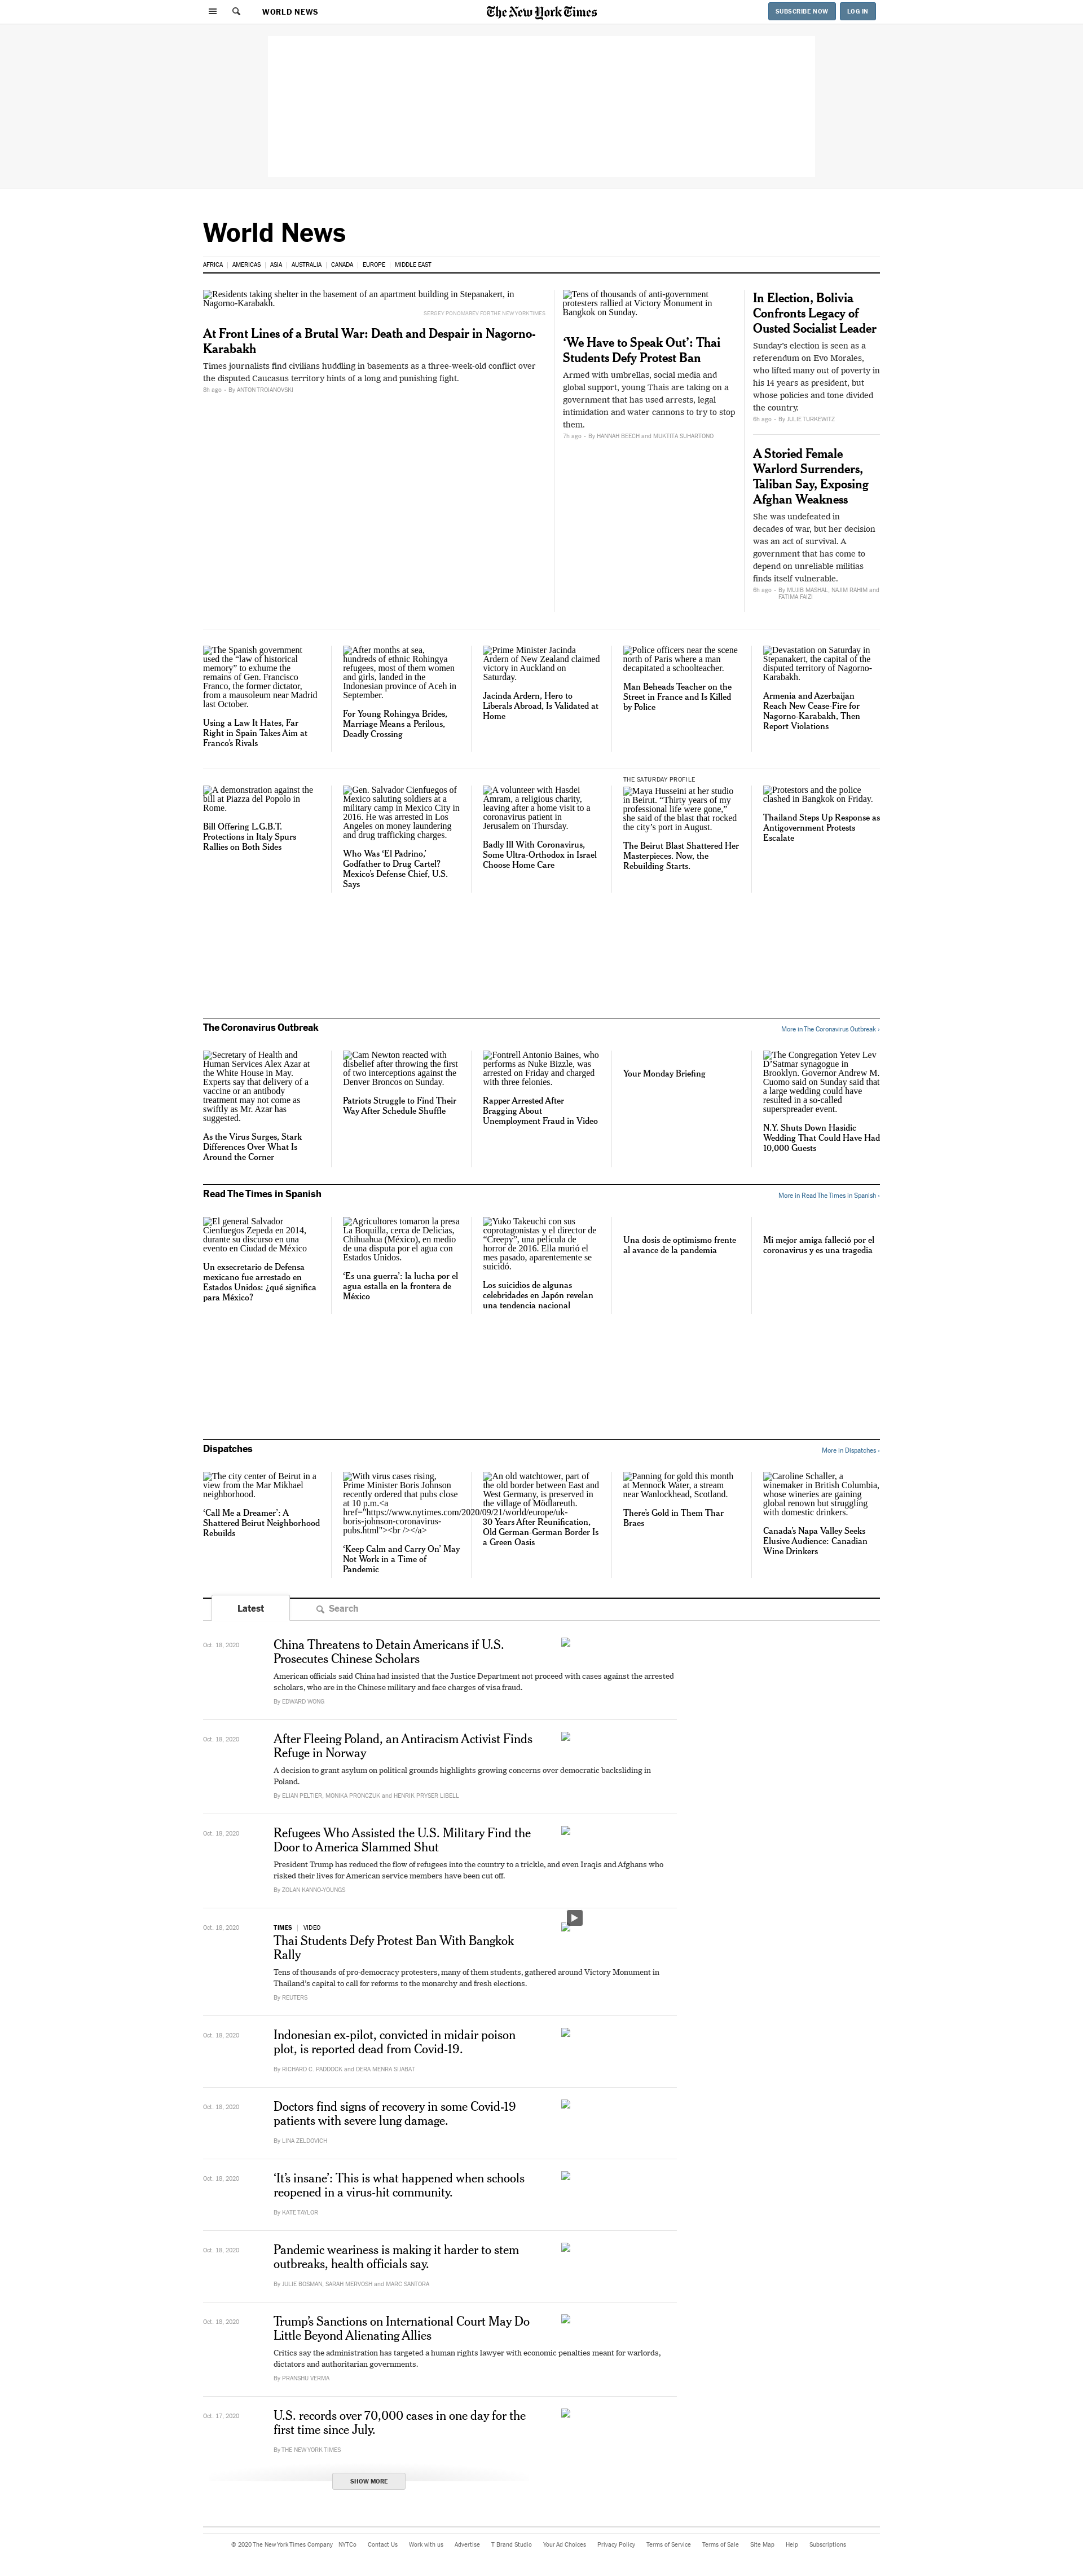 WORLD NEWS
The New York Times
SUBSCRIBE NOW
LOG IN
World News
AFRICA
AMERICAS
ASIA
AUSTRALIA
CANADA
EUROPE
MIDDLE EAST
Residents taking shelter in the basement of an apartment building in Stepanakert, in
Nagorno-Karabakh.
SERGEY PONOMAREV FOR THE NEW YORK TIMES
At Front Lines of a Brutal War: Death and Despair in Nagorno-
Karabakh
Times journalists find civilians huddling in basements as a three-week-old conflict over
the disputed Caucasus territory hints of a long and punishing fight.
8h ago – By ANTON TROIANOVSKI
Tens of thousands of anti-government
protesters rallied at Victory Monument in
Bangkok on Sunday.
‘We Have to Speak Out’: Thai
Students Defy Protest Ban
Armed with umbrellas, social media and
global support, young Thais are taking on a
government that has used arrests, legal
intimidation and water cannons to try to stop
them.
7h ago – By HANNAH BEECH and MUKTITA SUHARTONO
In Election, Bolivia
Confronts Legacy of
Ousted Socialist Leader
Sunday’s election is seen as a
referendum on Evo Morales,
who lifted many out of poverty in
his 14 years as president, but
whose policies and tone divided
the country.
6h ago – By JULIE TURKEWITZ
A Storied Female
Warlord Surrenders,
Taliban Say, Exposing
Afghan Weakness
She was undefeated in
decades of war, but her decision
was an act of survival. A
government that has come to
depend on unreliable militias
finds itself vulnerable.
6h ago – By MUJIB MASHAL, NAJIM RAHIM and
FATIMA FAIZI
The Spanish government
used the “law of historical
memory” to exhume the
remains of Gen. Francisco
Franco, the former dictator,
from a mausoleum near Madrid
last October.
Using a Law It Hates, Far
Right in Spain Takes Aim at
Franco’s Rivals
After months at sea,
hundreds of ethnic Rohingya
refugees, most of them women
and girls, landed in the
Indonesian province of Aceh in
September.
For Young Rohingya Brides,
Marriage Means a Perilous,
Deadly Crossing
Prime Minister Jacinda
Ardern of New Zealand claimed
victory in Auckland on
Saturday.
Jacinda Ardern, Hero to
Liberals Abroad, Is Validated at
Home
Police officers near the scene
north of Paris where a man
decapitated a schoolteacher.
Man Beheads Teacher on the
Street in France and Is Killed
by Police
Devastation on Saturday in
Stepanakert, the capital of the
disputed territory of Nagorno-
Karabakh.
Armenia and Azerbaijan
Reach New Cease-Fire for
Nagorno-Karabakh, Then
Report Violations
A demonstration against the
bill at Piazza del Popolo in
Rome.
Bill Offering L.G.B.T.
Protections in Italy Spurs
Rallies on Both Sides
Gen. Salvador Cienfuegos of
Mexico saluting soldiers at a
military camp in Mexico City in
2016. He was arrested in Los
Angeles on money laundering
and drug trafficking charges.
Who Was ‘El Padrino,’
Godfather to Drug Cartel?
Mexico’s Defense Chief, U.S.
Says
A volunteer with Hasdei
Amram, a religious charity,
leaving after a home visit to a
coronavirus patient in
Jerusalem on Thursday.
Badly Ill With Coronavirus,
Some Ultra-Orthodox in Israel
Choose Home Care
THE SATURDAY PROFILE
Maya Husseini at her studio
in Beirut. “Thirty years of my
professional life were gone,”
she said of the blast that rocked
the city’s port in August.
The Beirut Blast Shattered Her
Masterpieces. Now, the
Rebuilding Starts.
Protestors and the police
clashed in Bangkok on Friday.
Thailand Steps Up Response as
Antigovernment Protests
Escalate
The Coronavirus Outbreak
More in The Coronavirus Outbreak ›
Secretary of Health and
Human Services Alex Azar at
the White House in May.
Experts say that delivery of a
vaccine or an antibody
treatment may not come as
swiftly as Mr. Azar has
suggested.
As the Virus Surges, Stark
Differences Over What Is
Around the Corner
Cam Newton reacted with
disbelief after throwing the first
of two interceptions against the
Denver Broncos on Sunday.
Patriots Struggle to Find Their
Way After Schedule Shuffle
Fontrell Antonio Baines, who
performs as Nuke Bizzle, was
arrested on Friday and charged
with three felonies.
Rapper Arrested After
Bragging About
Unemployment Fraud in Video
Your Monday Briefing
The Congregation Yetev Lev
D’Satmar synagogue in
Brooklyn. Governor Andrew M.
Cuomo said on Sunday said that
a large wedding could have
resulted in a so-called
superspreader event.
N.Y. Shuts Down Hasidic
Wedding That Could Have Had
10,000 Guests
Read The Times in Spanish
More in Read The Times in Spanish ›
El general Salvador
Cienfuegos Zepeda en 2014,
durante su discurso en una
evento en Ciudad de México
Un exsecretario de Defensa
mexicano fue arrestado en
Estados Unidos: ¿qué significa
para México?
Agricultores tomaron la presa
La Boquilla, cerca de Delicias,
Chihuahua (México), en medio
de una disputa por el agua con
Estados Unidos.
‘Es una guerra’: la lucha por el
agua estalla en la frontera de
México
Yuko Takeuchi con sus
coprotagonistas y el director de
“Creepy”, una película de
horror de 2016. Ella murió el
mes pasado, aparentemente se
suicidó.
Los suicidios de algunas
celebridades en Japón revelan
una tendencia nacional
Una dosis de optimismo frente
al avance de la pandemia
Mi mejor amiga falleció por el
coronavirus y es una tragedia
Dispatches
More in Dispatches ›
The city center of Beirut in a
view from the Mar Mikhael
neighborhood.
‘Call Me a Dreamer’: A
Shattered Beirut Neighborhood
Rebuilds
With virus cases rising,
Prime Minister Boris Johnson
recently ordered that pubs close
at 10 p.m.<a
href="https://www.nytimes.com/2020/09/21/world/europe/uk-
boris-johnson-coronavirus-
pubs.html"><br /></a>
‘Keep Calm and Carry On’ May
Not Work in a Time of
Pandemic
An old watchtower, part of
the old border between East and
West Germany, is preserved in
the village of Mödlareuth.
30 Years After Reunification,
Old German-German Border Is
a Green Oasis
Panning for gold this month
at Mennock Water, a stream
near Wanlockhead, Scotland.
There’s Gold in Them Thar
Braes
Caroline Schaller, a
winemaker in British Columbia,
whose wineries are gaining
global renown but struggling
with domestic drinkers.
Canada’s Napa Valley Seeks
Elusive Audience: Canadian
Wine Drinkers
Latest
Search
Oct. 18, 2020
China Threatens to Detain Americans if U.S.
Prosecutes Chinese Scholars
American officials said China had insisted that the Justice Department not proceed with cases against the arrested
scholars, who are in the Chinese military and face charges of visa fraud.
By EDWARD WONG
Oct. 18, 2020
After Fleeing Poland, an Antiracism Activist Finds
Refuge in Norway
A decision to grant asylum on political grounds highlights growing concerns over democratic backsliding in
Poland.
By ELIAN PELTIER, MONIKA PRONCZUK and HENRIK PRYSER LIBELL
Oct. 18, 2020
Refugees Who Assisted the U.S. Military Find the
Door to America Slammed Shut
President Trump has reduced the flow of refugees into the country to a trickle, and even Iraqis and Afghans who
risked their lives for American service members have been cut off.
By ZOLAN KANNO-YOUNGS
Oct. 18, 2020
TIMES
VIDEO
Thai Students Defy Protest Ban With Bangkok
Rally
Tens of thousands of pro-democracy protesters, many of them students, gathered around Victory Monument in
Thailand’s capital to call for reforms to the monarchy and fresh elections.
By REUTERS
Oct. 18, 2020
Indonesian ex-pilot, convicted in midair poison
plot, is reported dead from Covid-19.
By RICHARD C. PADDOCK and DERA MENRA SIJABAT
Oct. 18, 2020
Doctors find signs of recovery in some Covid-19
patients with severe lung damage.
By LINA ZELDOVICH
Oct. 18, 2020
‘It’s insane’: This is what happened when schools
reopened in a virus-hit community.
By KATE TAYLOR
Oct. 18, 2020
Pandemic weariness is making it harder to stem
outbreaks, health officials say.
By JULIE BOSMAN, SARAH MERVOSH and MARC SANTORA
Oct. 18, 2020
Trump’s Sanctions on International Court May Do
Little Beyond Alienating Allies
Critics say the administration has targeted a human rights lawyer with economic penalties meant for warlords,
dictators and authoritarian governments.
By PRANSHU VERMA
Oct. 17, 2020
U.S. records over 70,000 cases in one day for the
first time since July.
By THE NEW YORK TIMES
SHOW MORE
© 2020 The New York Times Company
NYTCo
Contact Us
Work with us
Advertise
T Brand Studio
Your Ad Choices
Privacy Policy
Terms of Service
Terms of Sale
Site Map
Help
Subscriptions